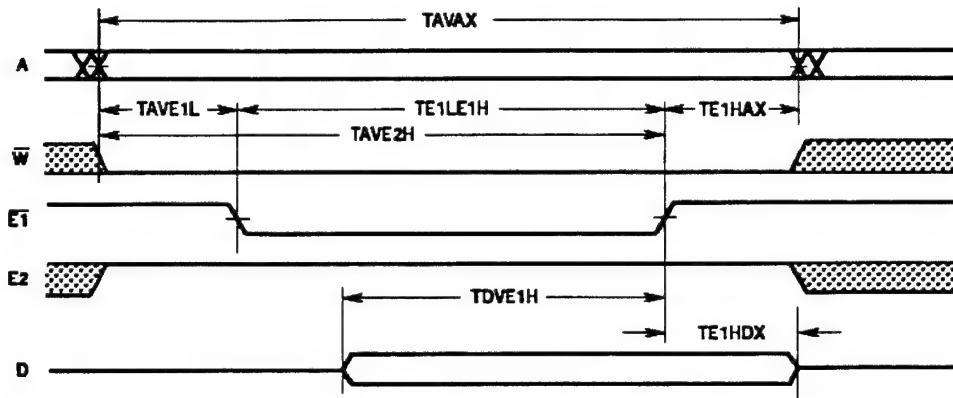 TAVAX
A
TAVE1L TE1LE1H TE1HAX
TAVE2H
W
E1
E2
TDVE1H
TE1HDX
D